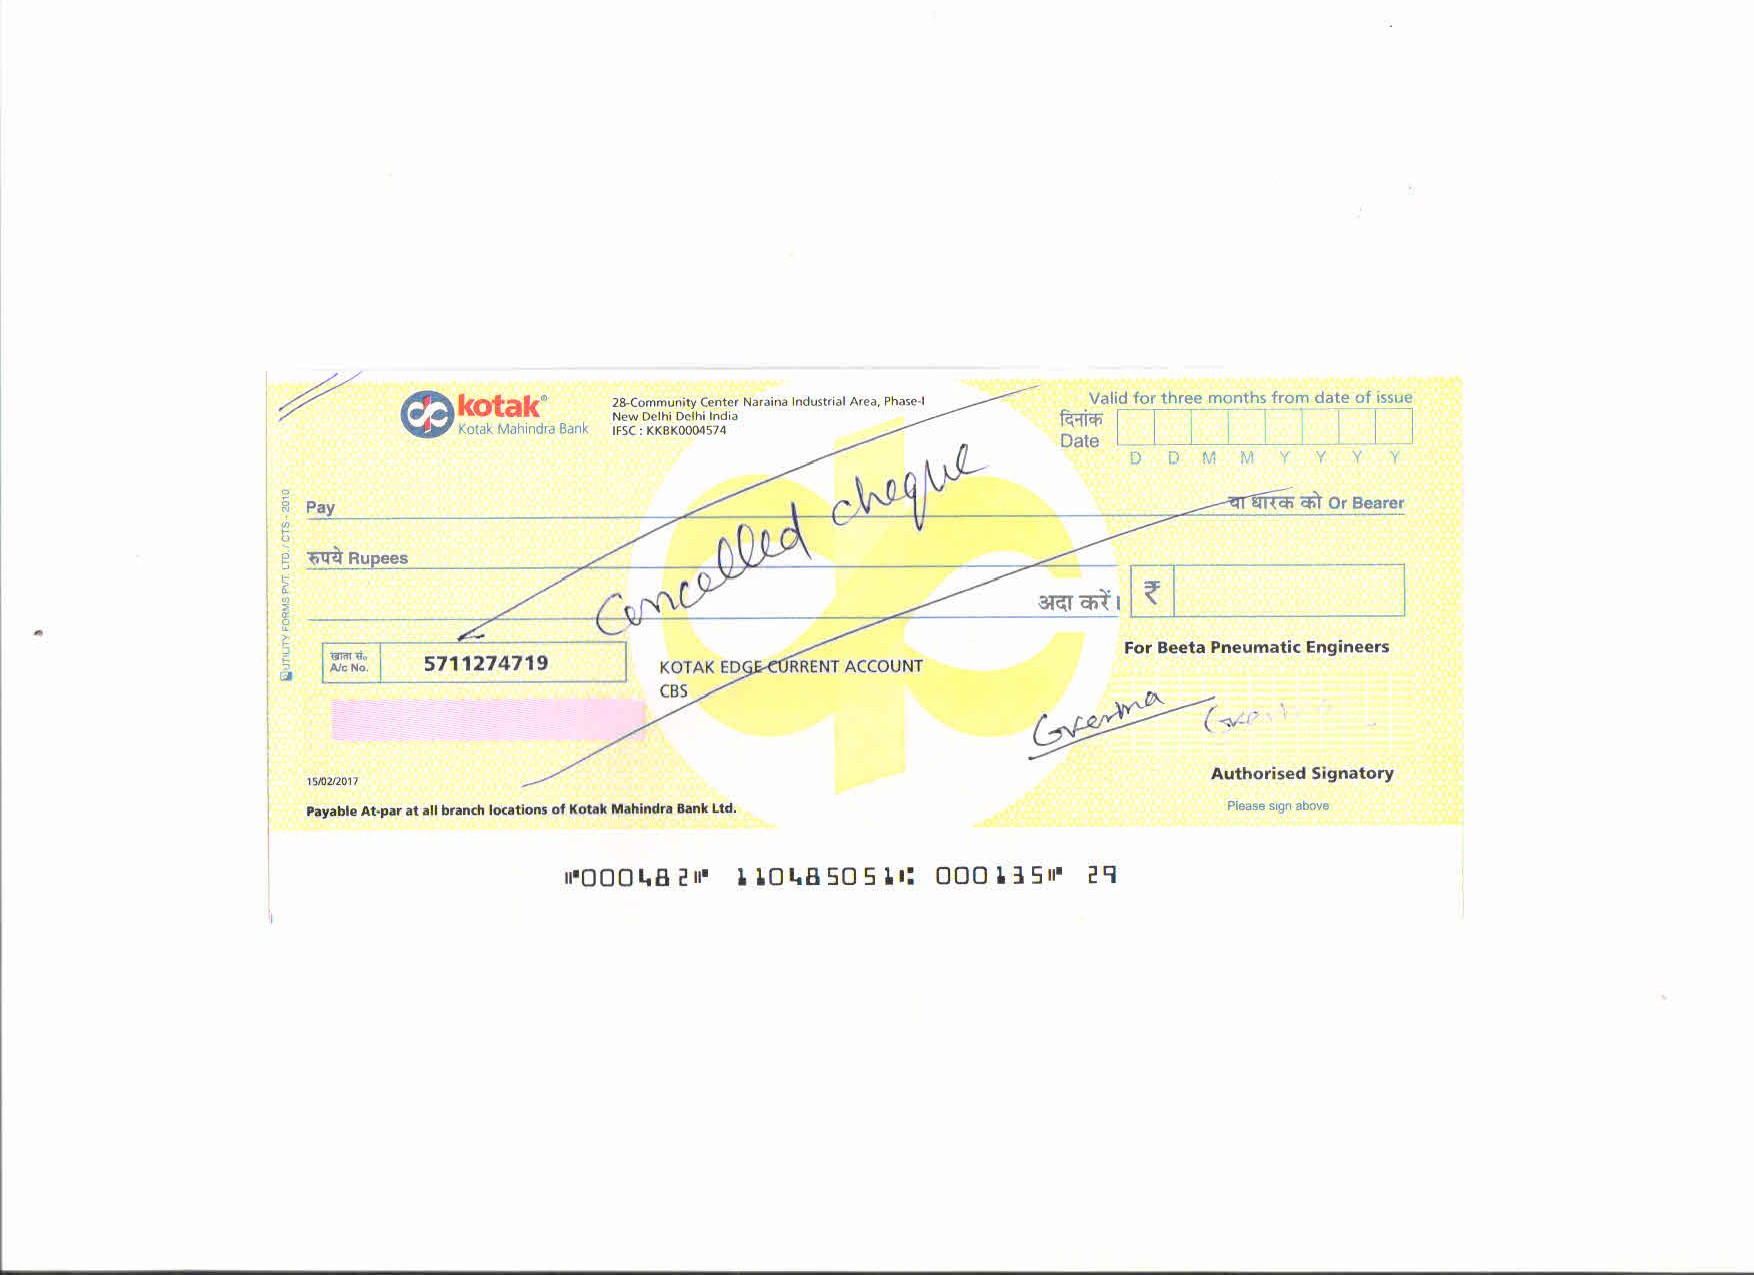 kotak®
Kotak Mahindra Bank
28-Community Center Naraina Industrial Area, Phase-I
New Delhi Delhi India
IFSC : KKBK0004574
Valid for three months from date of issue
दिनांक
Date
D D M M Y Y Y Y
Cancelled cheque
Pay
या धारक को Or Bearer
रुपये Rupees
अदा करें।
₹
UTILITY FORMS PVT. LTD. / CTS - 2010
खाता सं.
A/c No.
5711274719
KOTAK EDGE CURRENT ACCOUNT
CBS
For Beeta Pneumatic Engineers
Gverma
15/02/2017
Authorised Signatory
Please sign above
Payable At-par at all branch locations of Kotak Mahindra Bank Ltd.
⑈000482⑈ 110485051⑆ 000135⑈ 29